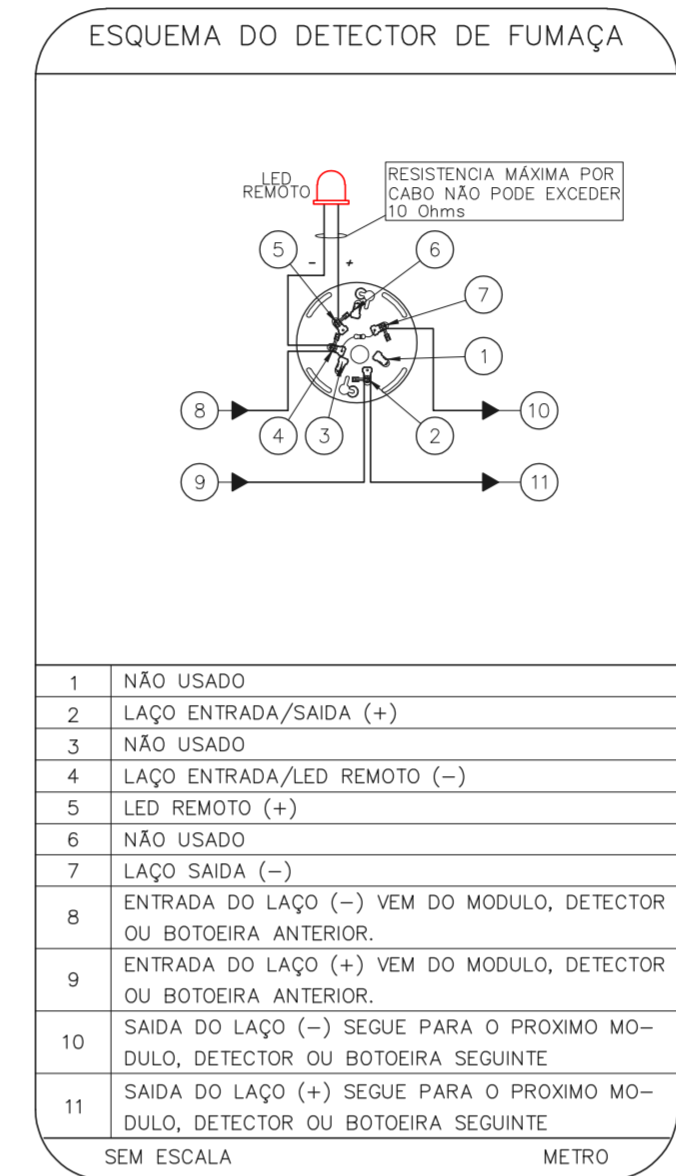 ESQUEMA DO DETECTOR DE FUMAÇA
LED
REMOTO
RESISTENCIA MÁXIMA POR
CABO NÃO PODE EXCEDER
10 Ohms
5
- +
6
7
1
8
10
4
3
2
9
11
1 NÃO USADO
2 LAÇO ENTRADA/SAIDA (+)
3 NÃO USADO
4 LAÇO ENTRADA/LED REMOTO (−)
5 LED REMOTO (+)
6 NÃO USADO
7 LAÇO SAIDA (−)
8 ENTRADA DO LAÇO (−) VEM DO MODULO, DETECTOR
OU BOTOEIRA ANTERIOR.
9 ENTRADA DO LAÇO (+) VEM DO MODULO, DETECTOR
OU BOTOEIRA ANTERIOR.
10 SAIDA DO LAÇO (−) SEGUE PARA O PROXIMO MO−
DULO, DETECTOR OU BOTOEIRA SEGUINTE
11 SAIDA DO LAÇO (+) SEGUE PARA O PROXIMO MO−
DULO, DETECTOR OU BOTOEIRA SEGUINTE
SEM ESCALA METRO